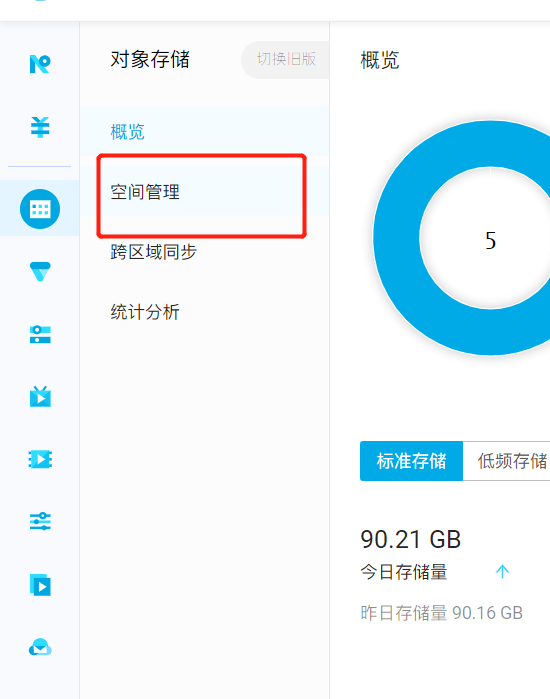 对象存储
切换旧版
概览
空间管理
跨区域同步
统计分析
概览
5
标准存储
低频存储
90.21 GB
今日存储量
昨日存储量 90.16 GB